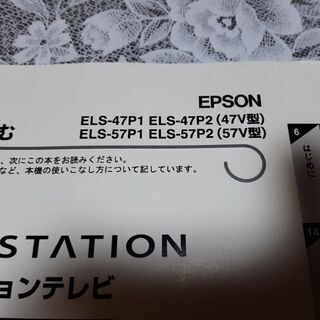 EPSON
む ELS-47P1 ELS-47P2 (47V型)
ELS-57P1 ELS-57P2 (57V型)
、次にこの本をお読みください。
など、本機の使いこなし方について記しています。
STATION
ョンテレビ
6
はじめに
14